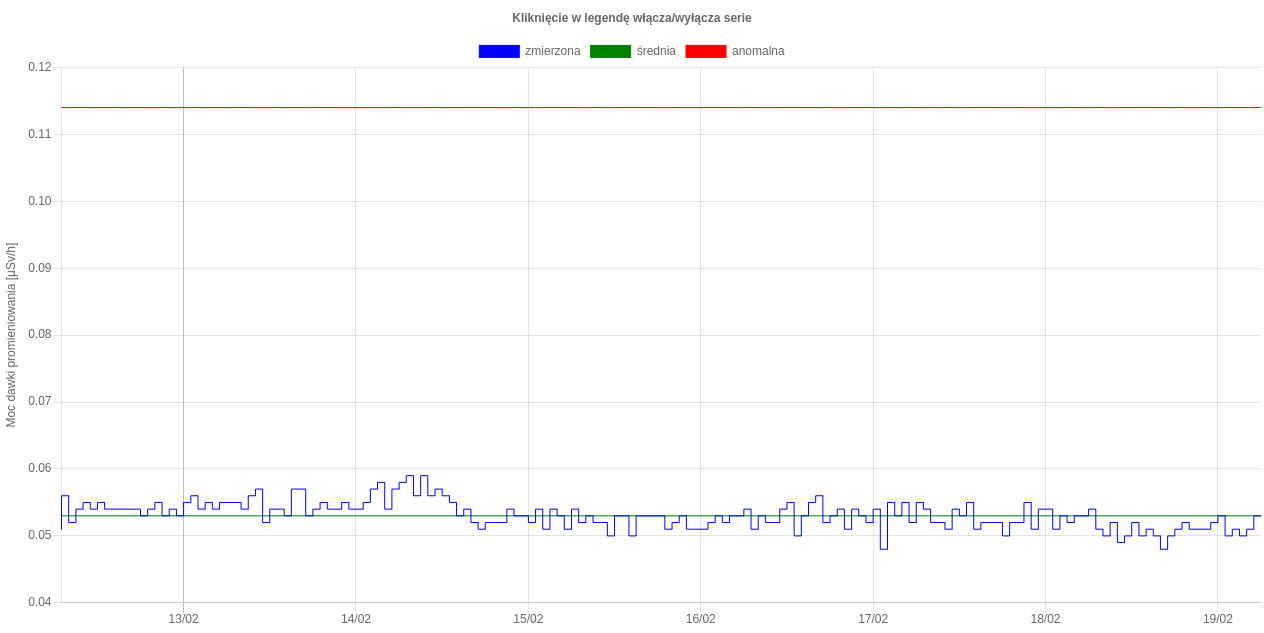 Kliknięcie w legendę włącza/wyłącza serie
zmierzona średnia anomalna
Moc dawki promieniowania [µSv/h]
0.12
0.11
0.10
0.09
0.08
0.07
0.06
0.05
0.04
13/02 14/02 15/02 16/02 17/02 18/02 19/02